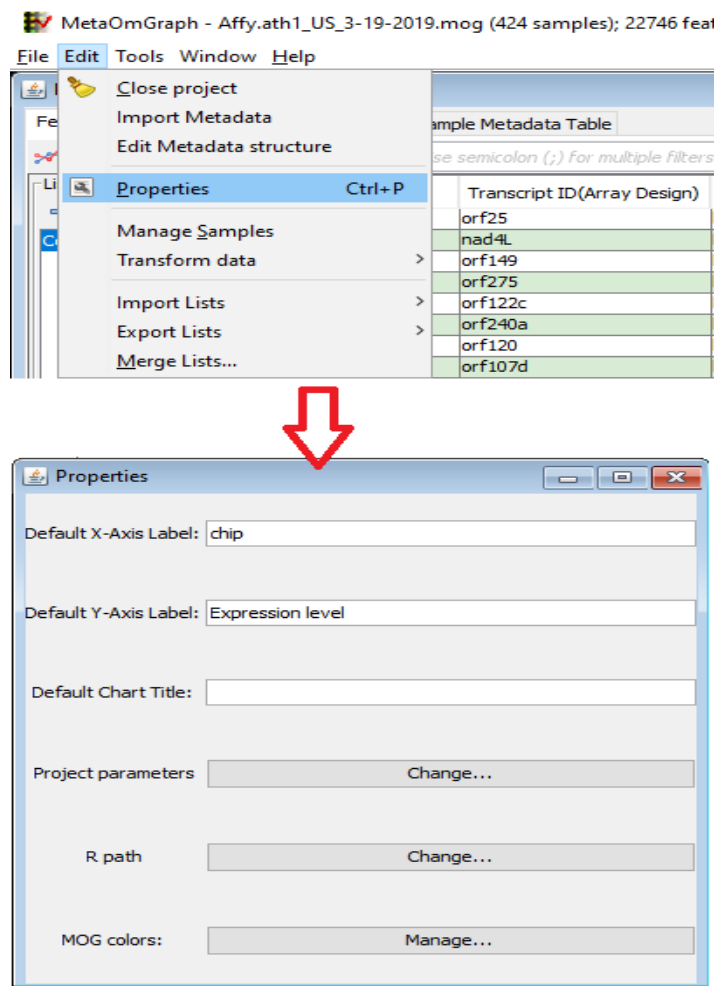 MetaOmGraph - Affy.ath1_US_3-19-2019.mog (424 samples); 22746 feat
File Edit Tools Window Help
Close project
Import Metadata
Edit Metadata structure
Properties Ctrl+P
Manage Samples
Transform data >
Import Lists >
Export Lists >
Merge Lists...
Fe
ample Metadata Table
se semicolon (;) for multiple filters
Li
Transcript ID(Array Design)
orf25
nad4L
orf149
orf275
orf122c
orf240a
orf120
orf107d
Properties
Default X-Axis Label: chip
Default Y-Axis Label: Expression level
Default Chart Title:
Project parameters Change...
R path Change...
MOG colors: Manage...